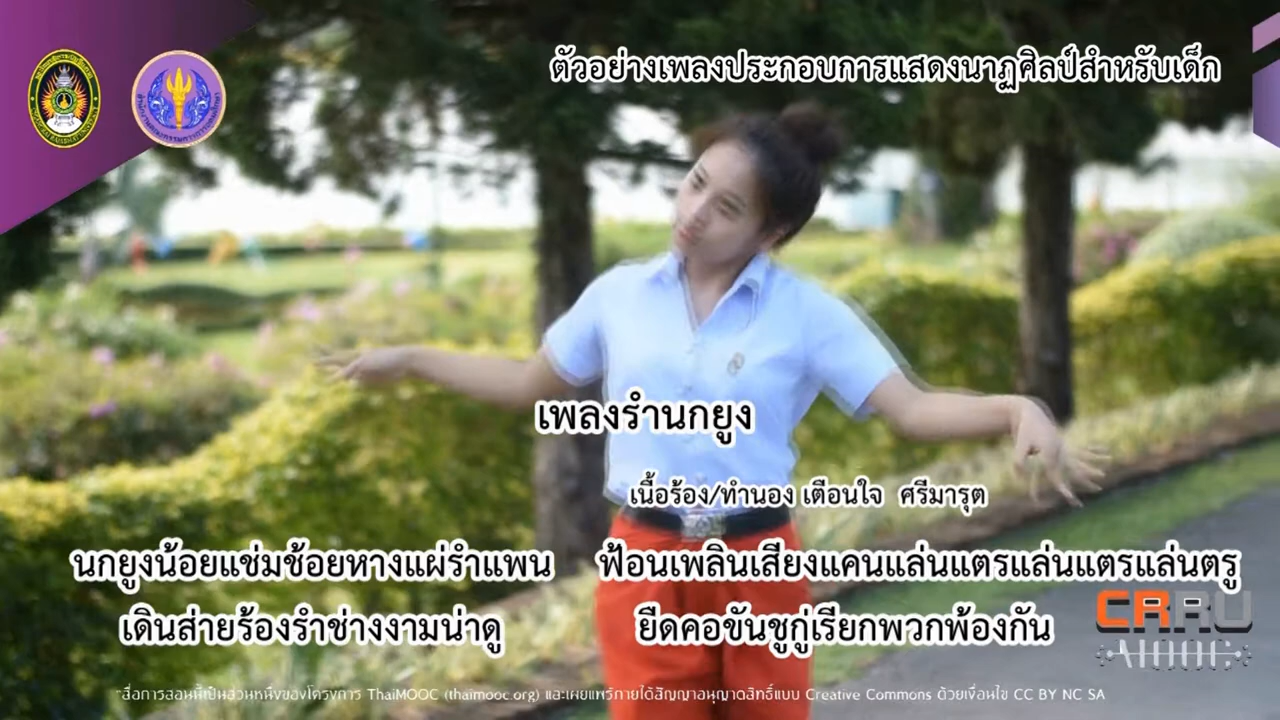 ตัวอย่างเพลงประกอบการแสดงนาฏศิลป์สำหรับเด็ก
เพลงรำนกยูง
เนื้อร้อง/ทำนอง เตือนใจ ศรีมารุต
นกยูงน้อยแช่มช้อยหางแผ่รำแพน ฟ้อนเพลินเสียงแคนแล่นแตรแล่นแตรแล่นตรู
เดินส่ายร้องรำช่างงามน่าดู ยืดคอขันชูกู่เรียกพวกพ้องกัน
CRRU
MOOC
"สื่อการสอนนี้เป็นส่วนหนึ่งของโครงการ ThaiMOOC (thaimooc.org) และเผยแพร่ภายใต้สัญญาอนุญาตสิทธิ์แบบ Creative Commons ด้วยเงื่อนไข CC BY NC SA